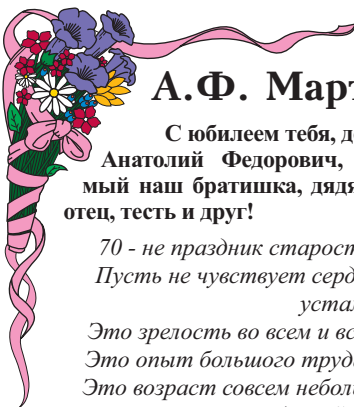 А.Ф. Март
С юбилеем тебя, д
Анатолий Федорович,
мый наш братишка, дядя
отец, тесть и друг!
70 - не праздник старост
Пусть не чувствует серд
уста
Это зрелость во всем и вс
Это опыт большого труд
Это возраст совсем небол